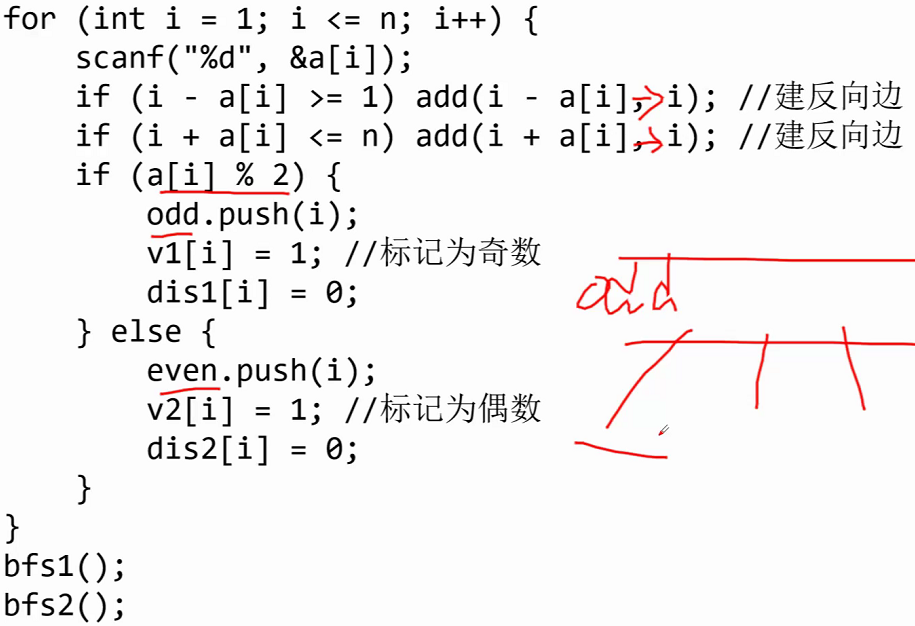 for (int i = 1; i <= n; i++) {
    scanf("%d", &a[i]);
    if (i - a[i] >= 1) add(i - a[i], i); //建反向边
    if (i + a[i] <= n) add(i + a[i], i); //建反向边
    if (a[i] % 2) {
        odd.push(i);
        v1[i] = 1; //标记为奇数
        dis1[i] = 0;
    } else {
        even.push(i);
        v2[i] = 1; //标记为偶数
        dis2[i] = 0;
    }
}
bfs1();
bfs2();